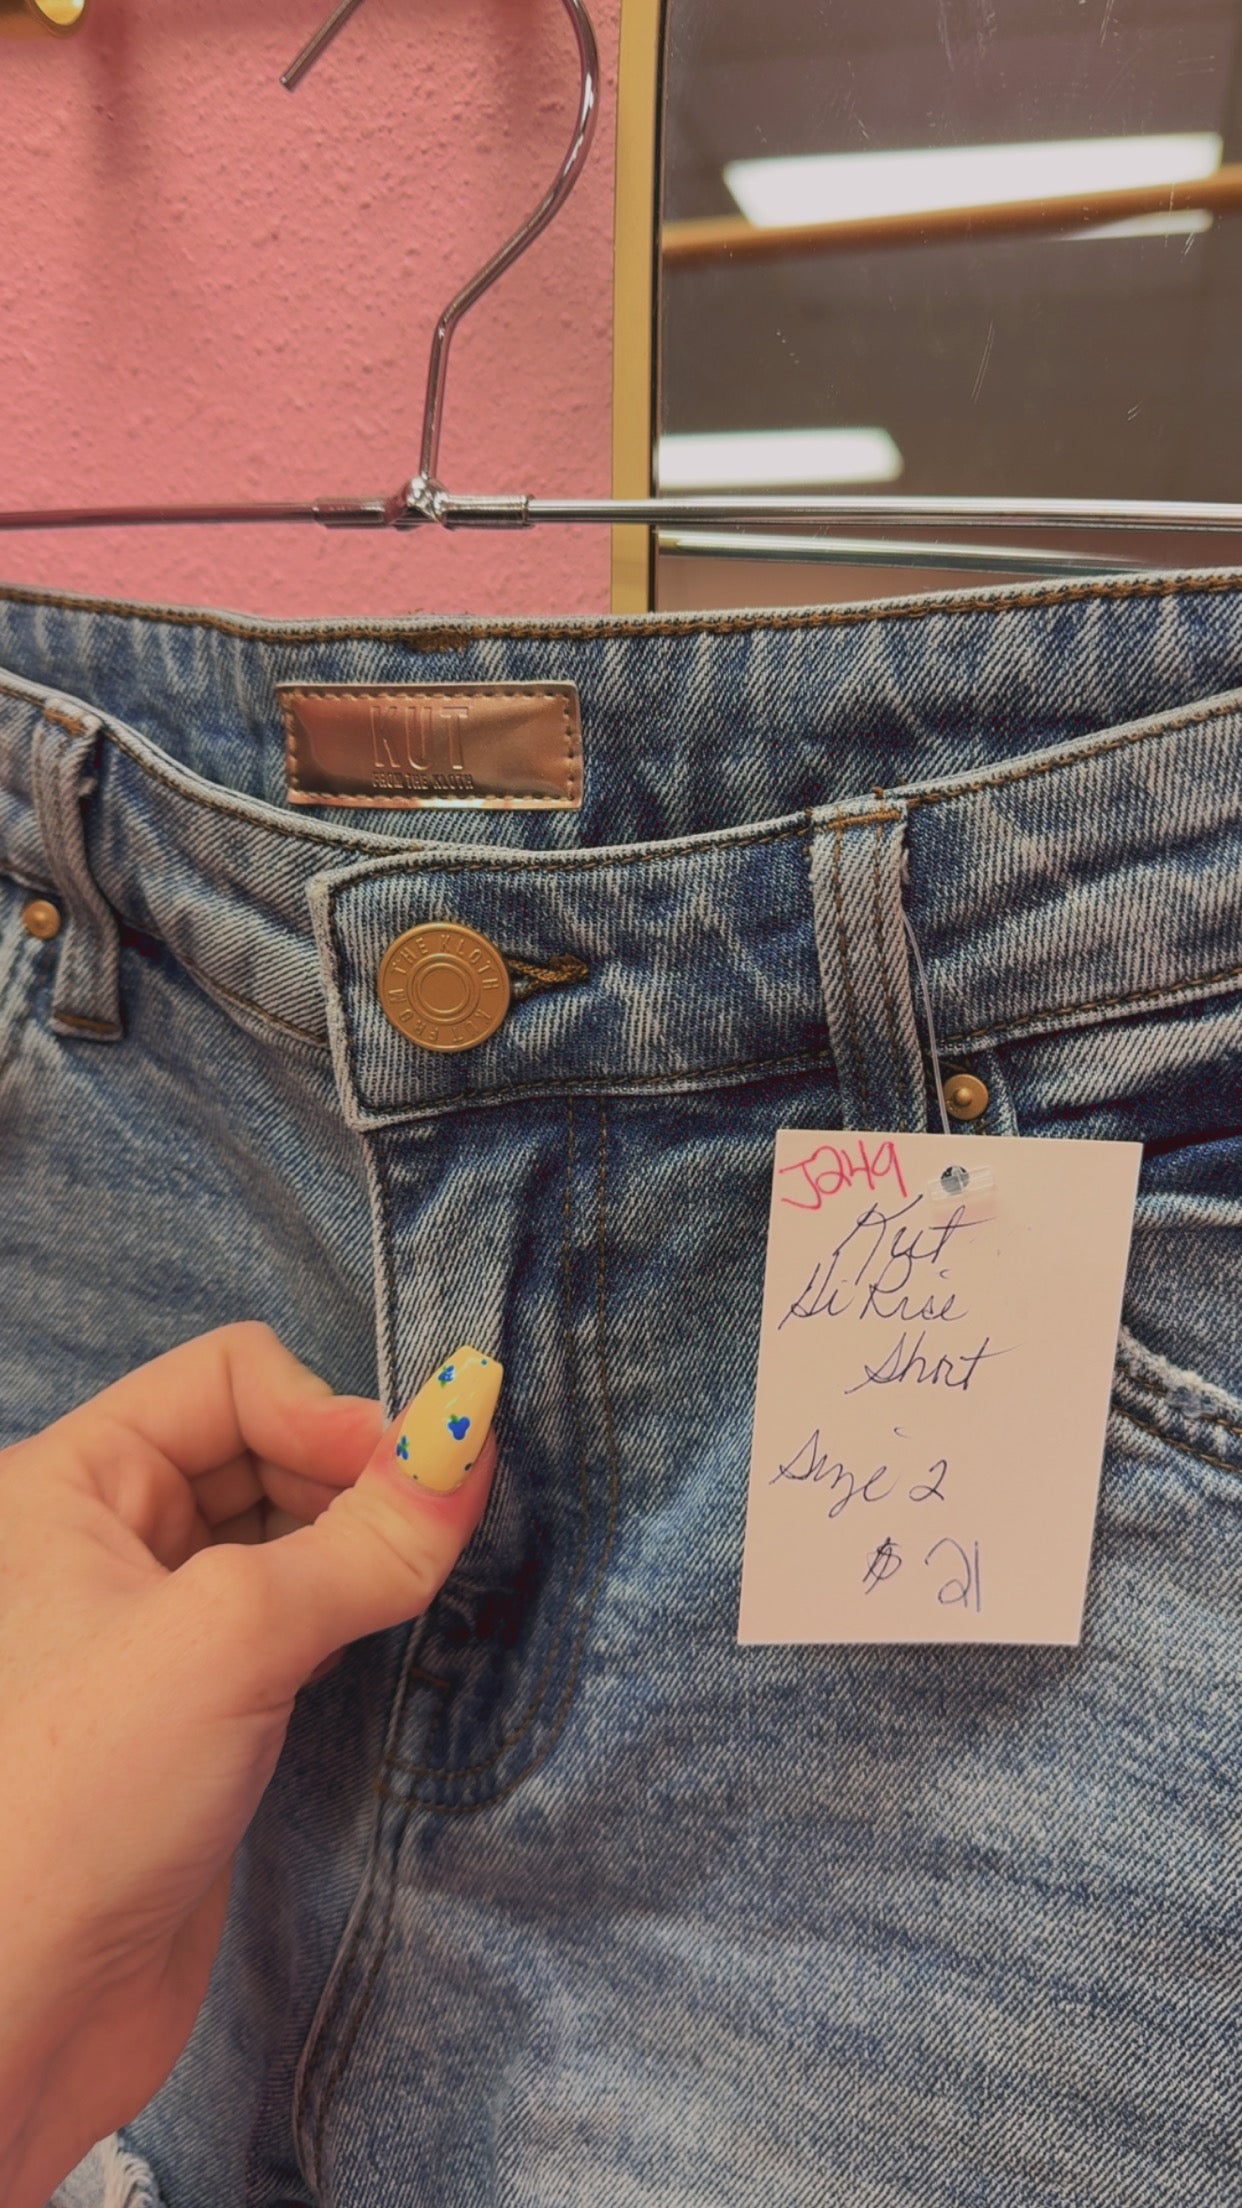 KUT
FROM THE KLOTH
KUT FROM THE KLOTH
J249
Kut
Hi Rise
Short
Size 2
$ 21